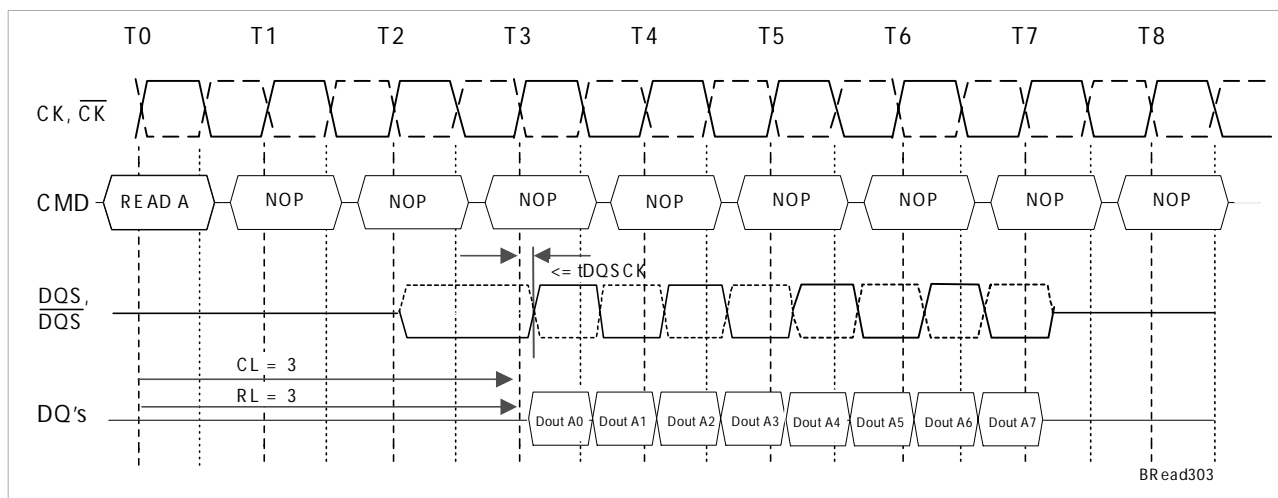 T0 T1 T2 T3 T4 T5 T6 T7 T8
CK, CK
CMD READ A NOP NOP NOP NOP NOP NOP NOP NOP
<= tDQSCK
DQS,
DQS
CL = 3
RL = 3
DQ's Dout A0 Dout A1 Dout A2 Dout A3 Dout A4 Dout A5 Dout A6 Dout A7
BRead303